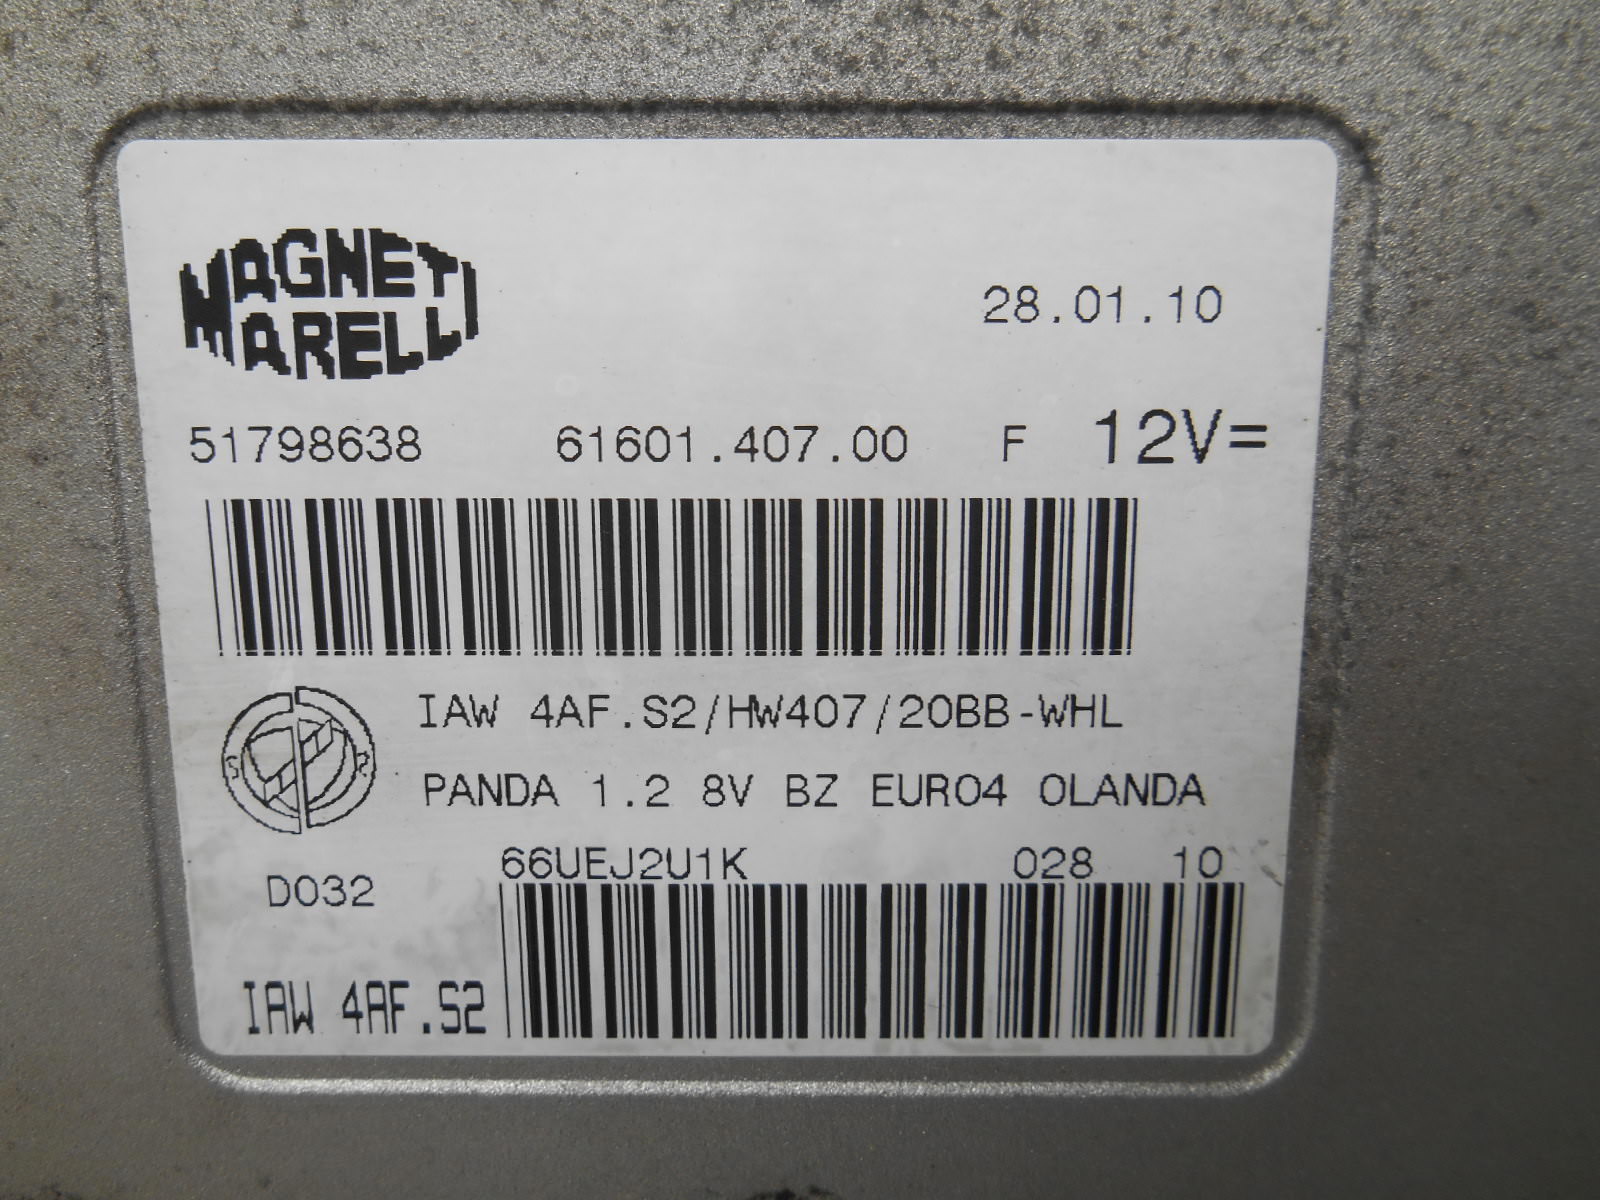 MAGNETI
MARELLI
28.01.10
51798638 61601.407.00 F 12V=
IAW 4AF.S2/HW407/20BB-WHL
S R
PANDA 1.2 8V BZ EURO4 OLANDA
66UEJ2U1K 028 10
D032
IAW 4AF.S2